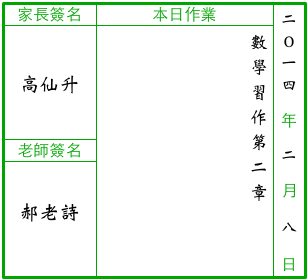 二〇一四年二月八日
本日作業
數學習作第二章
家長簽名
高仙升
老師簽名
郝老詩